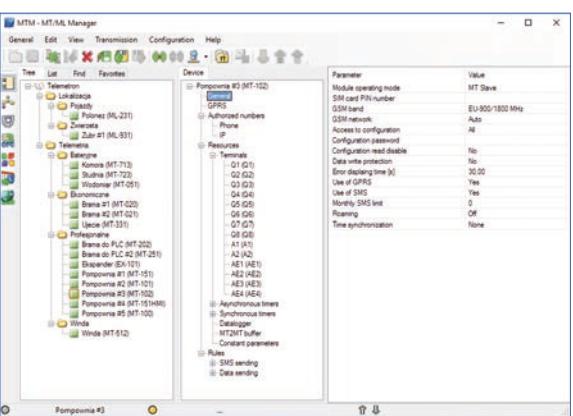 MTM - MT/ML Manager
General Edit View Transmission Configuration Help
Tree List Find Favorites
Telemetron
Lokalizacja
Pojazdy
Polonez (ML-231)
Zwierzeta
Żubr #1 (ML-931)
Telemetria
Bateryjne
Komora (MT-713)
Studnia (MT-723)
Wodomiar (MT-051)
Ekonomiczne
Brama #1 (MT-020)
Brama #2 (MT-021)
Ujecie (MT-331)
Profesjonalne
Brama do PLC (MT-202)
Brama do PLC #2 (MT-251)
Ekspander (EX-101)
Pompownia #1 (MT-151)
Pompownia #2 (MT-101)
Pompownia #3 (MT-102)
Pompownia #4 (MT-151HMI)
Pompownia #5 (MT-100)
Winda
Winda (MT-512)
Device
Pompownia #3 (MT-102)
General
GPRS
Authorized numbers
Phone
IP
Resources
Terminals
Q1 (Q1)
Q2 (Q2)
Q3 (Q3)
Q4 (Q4)
Q5 (Q5)
Q6 (Q6)
Q7 (Q7)
Q8 (Q8)
A1 (A1)
A2 (A2)
AE1 (AE1)
AE2 (AE2)
AE3 (AE3)
AE4 (AE4)
Asynchronous timers
Synchronous timers
Datalogger
MT2MT buffer
Constant parameters
Rules
SMS sending
Data sending
Parameter Value
Module operating mode MT Slave
SIM card PIN number
GSM band EU-900/1800 MHz
GSM network Auto
Access to configuration All
Configuration password
Configuration read disable No
Data write protection No
Error displaing time [s] 30,00
Use of GPRS Yes
Use of SMS Yes
Monthly SMS limit 0
Roaming Off
Time synchronization None
Pompownia #3 ...